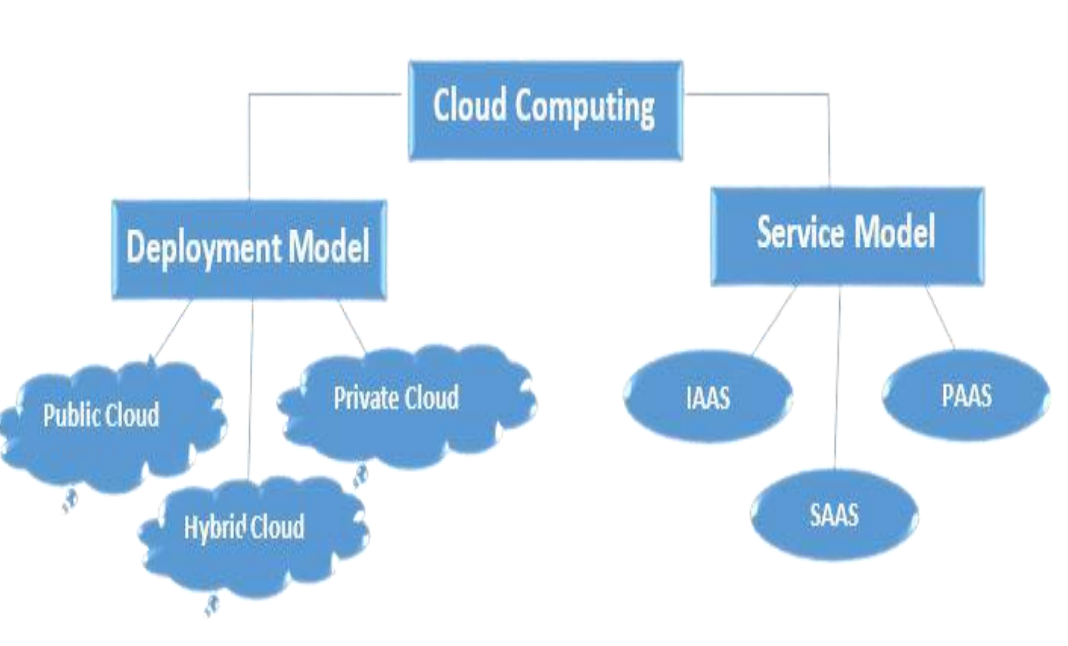 Cloud Computing
Deployment Model
Service Model
Public Cloud
Private Cloud
Hybrid Cloud
IAAS
PAAS
SAAS